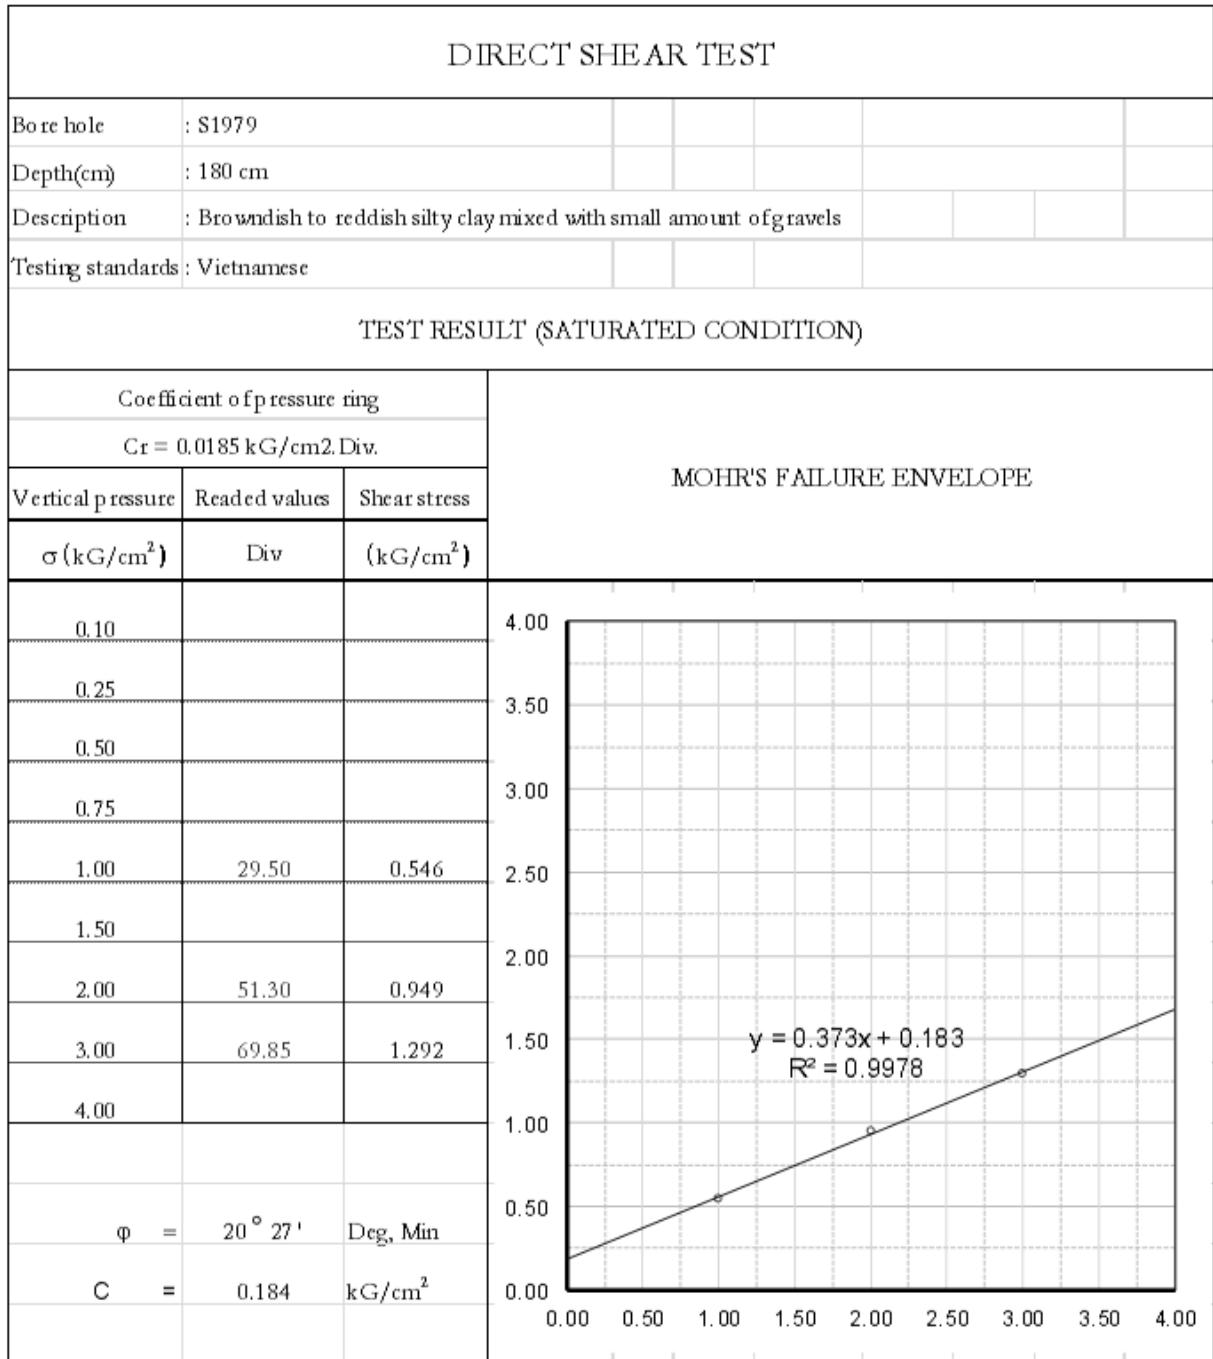 DIRECT SHEAR TEST
Bore hole : S1979
Depth(cm) : 180 cm
Description : Browndish to reddish silty clay mixed with small amount of gravels
Testing standards : Vietnamese
TEST RESULT (SATURATED CONDITION)
Coefficient of pressure ring
Cr = 0.0185 kG/cm2.Div.
Vertical pressure Readed values Shear stress
σ (kG/cm²) Div (kG/cm²)
0.10
0.25
0.50
0.75
1.00 29.50 0.546
1.50
2.00 51.30 0.949
3.00 69.85 1.292
4.00
φ = 20° 27' Deg, Min
C = 0.184 kG/cm²
MOHR'S FAILURE ENVELOPE
4.00
3.50
3.00
2.50
2.00
1.50
1.00
0.50
0.00
y = 0.373x + 0.183
R² = 0.9978
0.00 0.50 1.00 1.50 2.00 2.50 3.00 3.50 4.00